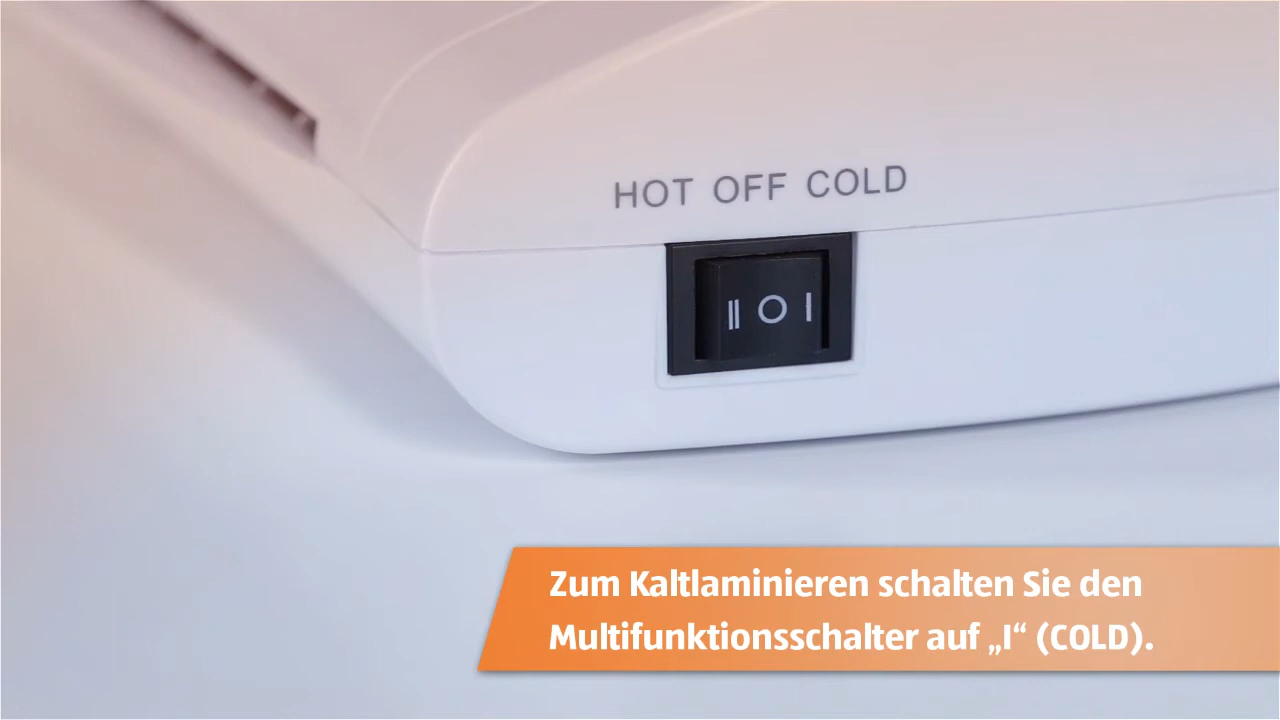 HOT OFF COLD
II O I
Zum Kaltlaminieren schalten Sie den
Multifunktionsschalter auf „I“ (COLD).